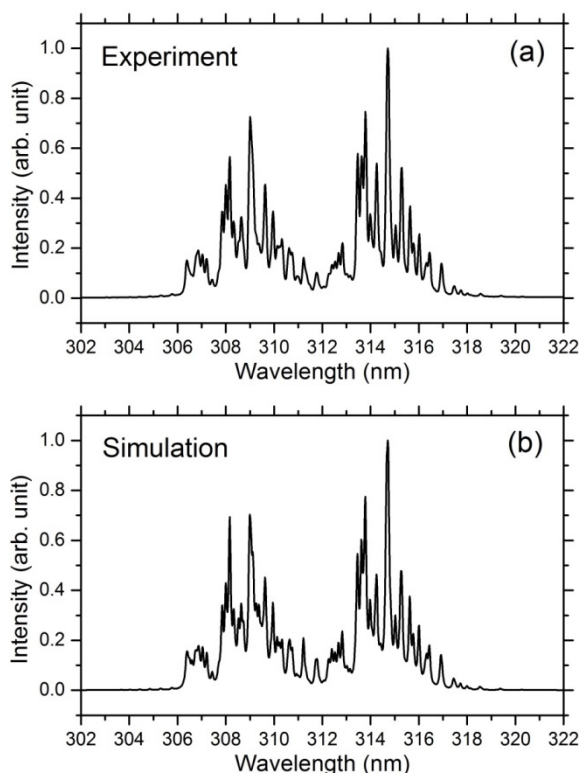 Experiment
(a)
Intensity (arb. unit)
1.0
0.8
0.6
0.4
0.2
0.0
302 304 306 308 310 312 314 316 318 320 322
Wavelength (nm)
Simulation
(b)
Intensity (arb. unit)
1.0
0.8
0.6
0.4
0.2
0.0
302 304 306 308 310 312 314 316 318 320 322
Wavelength (nm)